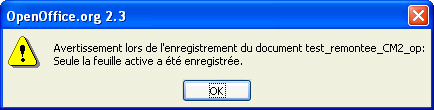 OpenOffice.org 2.3
Avertissement lors de l'enregistrement du document test_remontee_CM2_op:
Seule la feuille active a été enregistrée.
OK